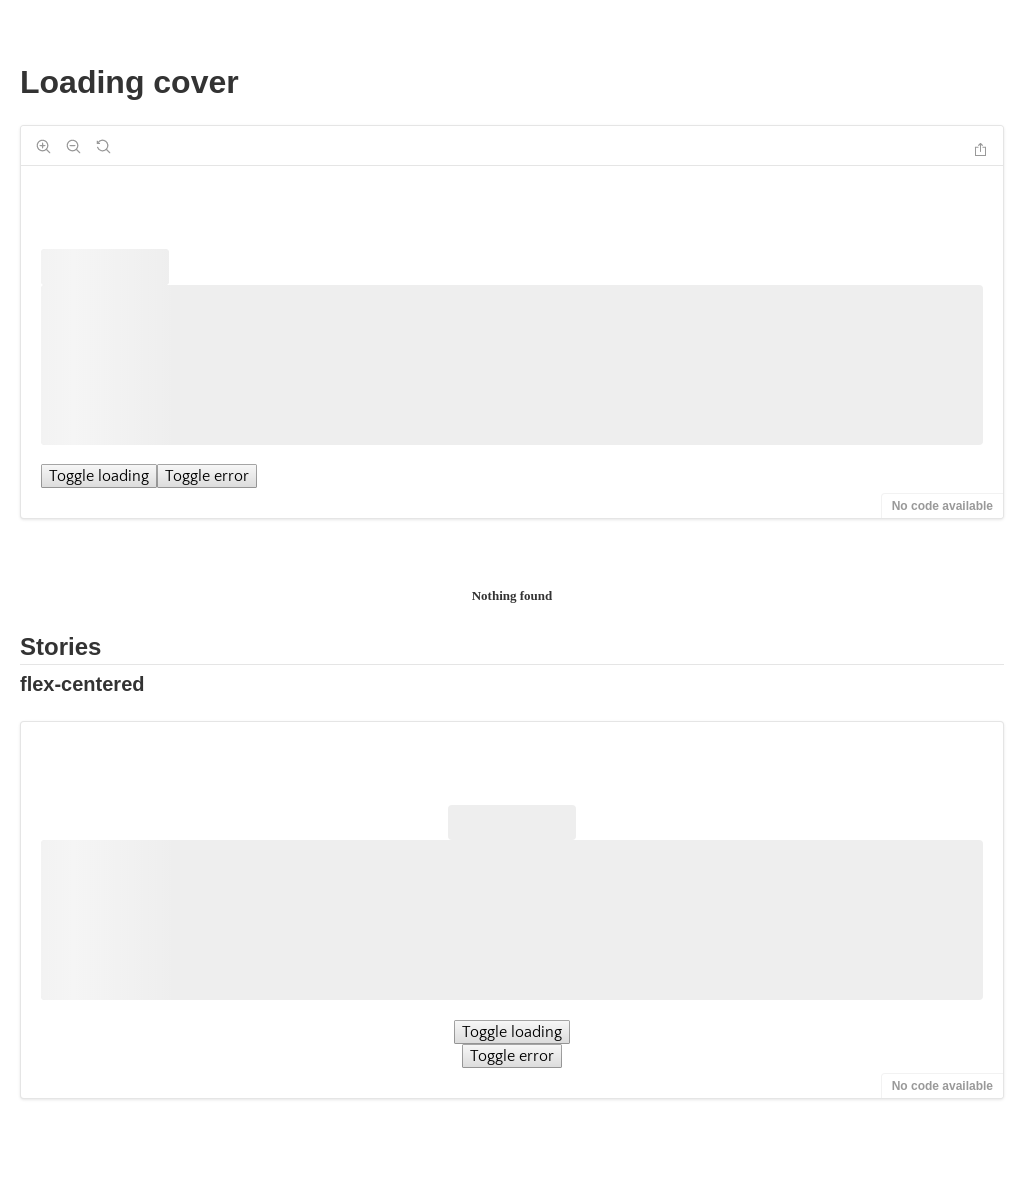 Loading cover
Toggle loading Toggle error
No code available
Nothing found
Stories
flex-centered
Toggle loading
Toggle error
No code available